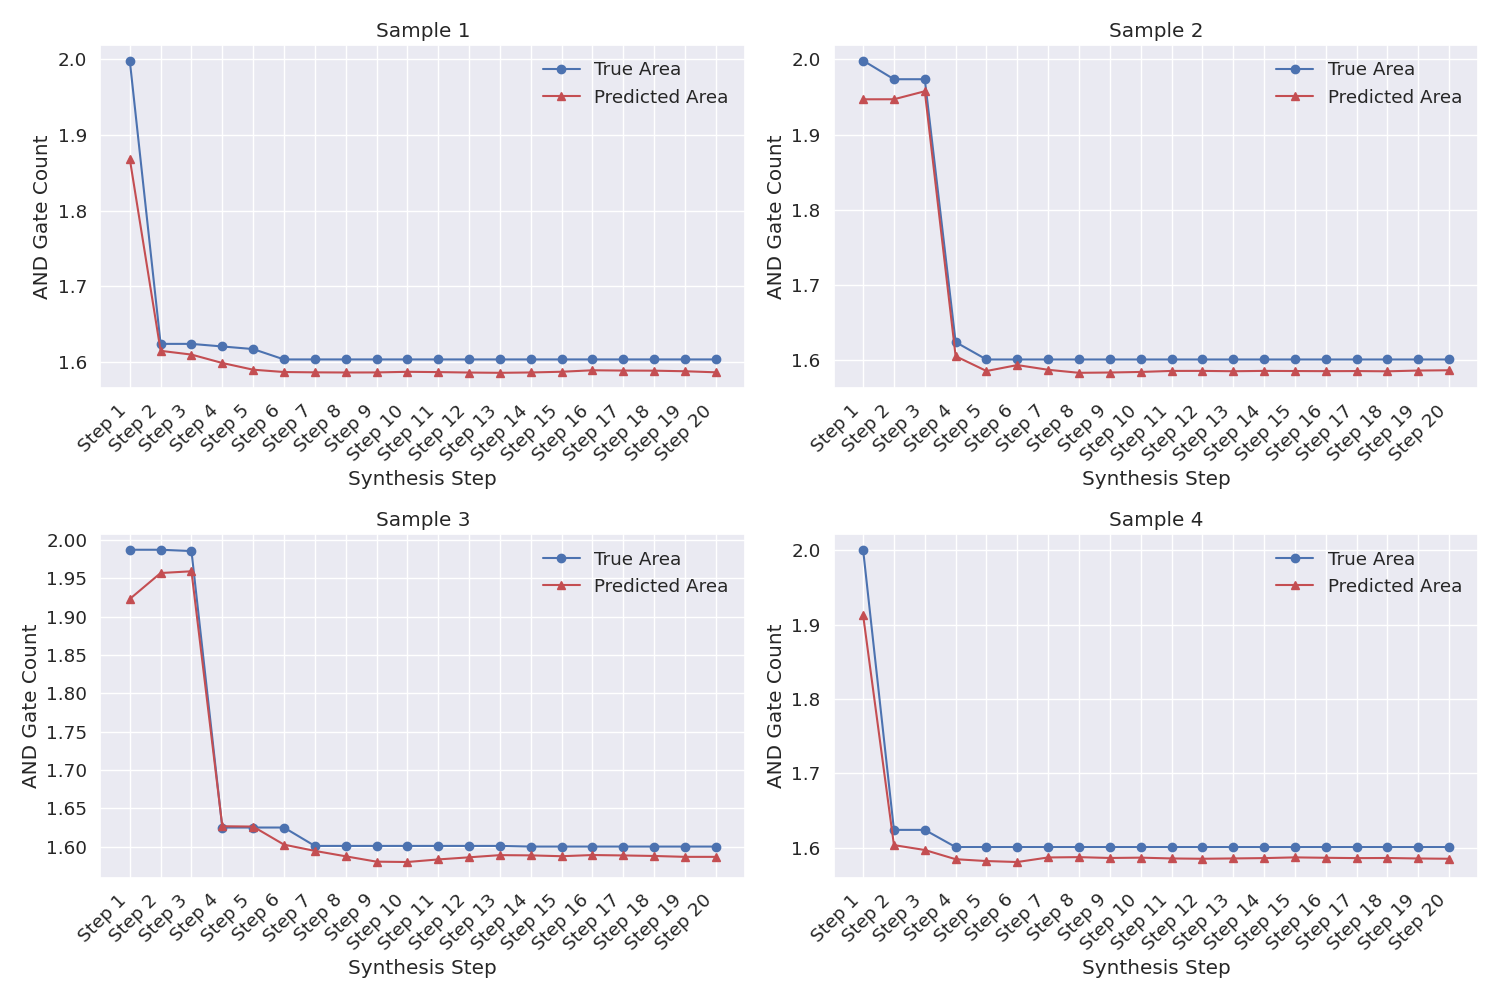 Sample 1
AND Gate Count
2.0
1.9
1.8
1.7
1.6
True Area
Predicted Area
Step 1
Step 2
Step 3
Step 4
Step 5
Step 6
Step 7
Step 8
Step 9
Step 10
Step 11
Step 12
Step 13
Step 14
Step 15
Step 16
Step 17
Step 18
Step 19
Step 20
Synthesis Step
Sample 2
AND Gate Count
2.0
1.9
1.8
1.7
1.6
True Area
Predicted Area
Step 1
Step 2
Step 3
Step 4
Step 5
Step 6
Step 7
Step 8
Step 9
Step 10
Step 11
Step 12
Step 13
Step 14
Step 15
Step 16
Step 17
Step 18
Step 19
Step 20
Synthesis Step
Sample 3
AND Gate Count
2.00
1.95
1.90
1.85
1.80
1.75
1.70
1.65
1.60
True Area
Predicted Area
Step 1
Step 2
Step 3
Step 4
Step 5
Step 6
Step 7
Step 8
Step 9
Step 10
Step 11
Step 12
Step 13
Step 14
Step 15
Step 16
Step 17
Step 18
Step 19
Step 20
Synthesis Step
Sample 4
AND Gate Count
2.0
1.9
1.8
1.7
1.6
True Area
Predicted Area
Step 1
Step 2
Step 3
Step 4
Step 5
Step 6
Step 7
Step 8
Step 9
Step 10
Step 11
Step 12
Step 13
Step 14
Step 15
Step 16
Step 17
Step 18
Step 19
Step 20
Synthesis Step